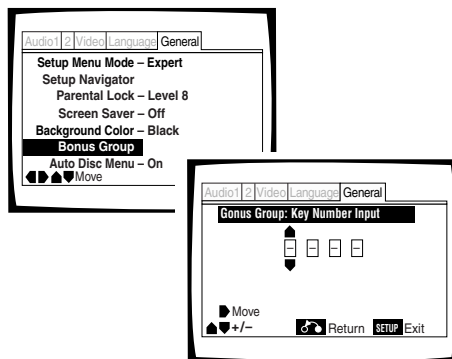 Audio1 2 Video Language General
Setup Menu Mode – Expert
Setup Navigator
Parental Lock – Level 8
Screen Saver – Off
Background Color – Black
Bonus Group
Auto Disc Menu – On
Move
Audio1 2 Video Language General
Gonus Group: Key Number Input
– – – –
Move
+/– Return SETUP Exit